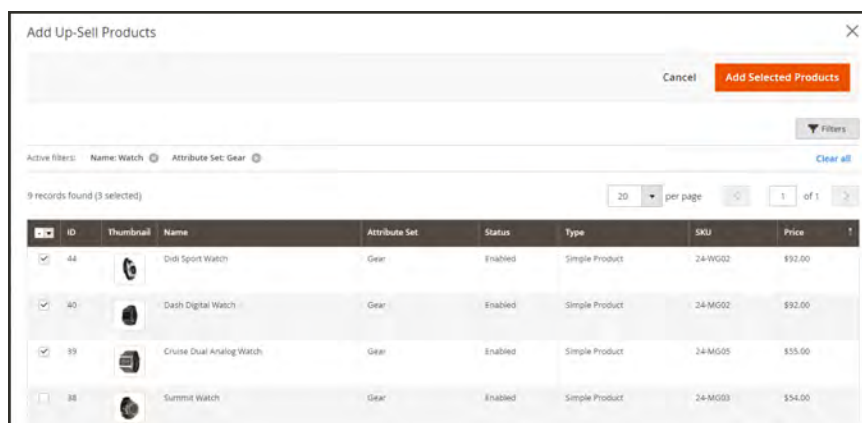 Add Up-Sell Products
Cancel Add Selected Products
Filters
Active filters: Name: Watch Attribute Set: Gear Clear all
9 records found (3 selected) 20 per page 1 of 1
ID Thumbnail Name Attribute Set Status Type SKU Price
44 Didi Sport Watch Gear Enabled Simple Product 24-WG02 $92.00
40 Dash Digital Watch Gear Enabled Simple Product 24-MG02 $92.00
39 Cruise Dual Analog Watch Gear Enabled Simple Product 24-MG05 $55.00
38 Summit Watch Gear Enabled Simple Product 24-MG03 $54.00